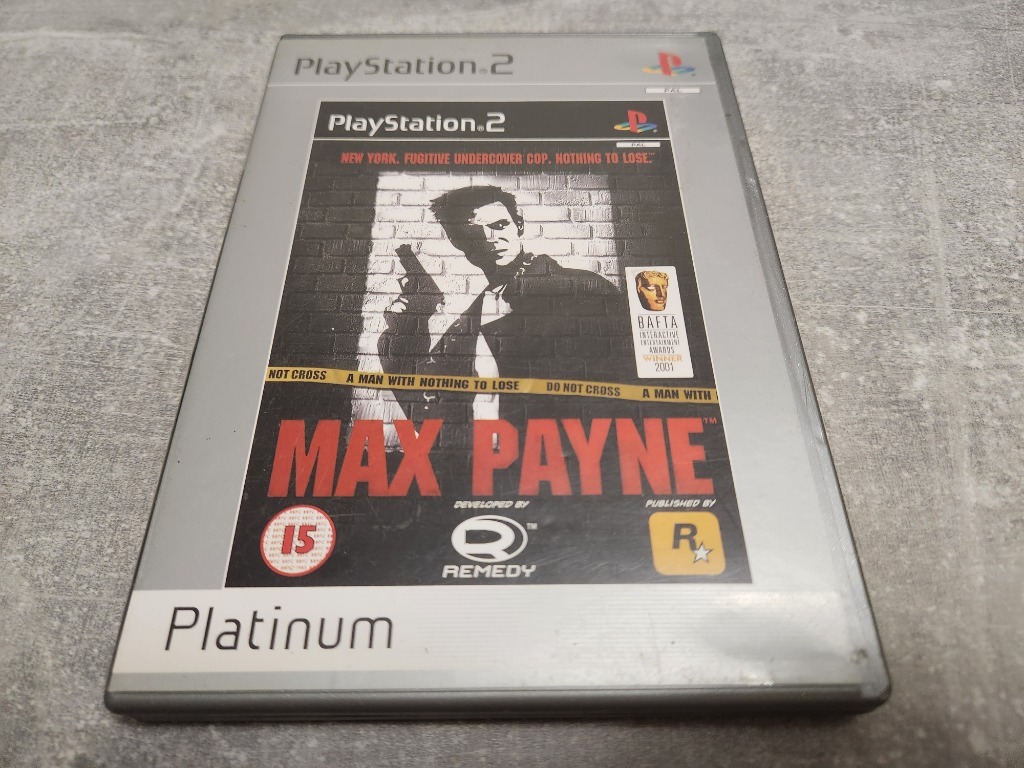 PlayStation®2
PAL
PlayStation®2
PAL
NEW YORK. FUGITIVE UNDERCOVER COP. NOTHING TO LOSE.™
BAFTA
INTERACTIVE
ENTERTAINMENT
AWARDS
WINNER
2001
NOT CROSS A MAN WITH NOTHING TO LOSE DO NOT CROSS A MAN WITH
MAX PAYNE™
DEVELOPED BY
PUBLISHED BY
15
REMEDY™
R
Platinum